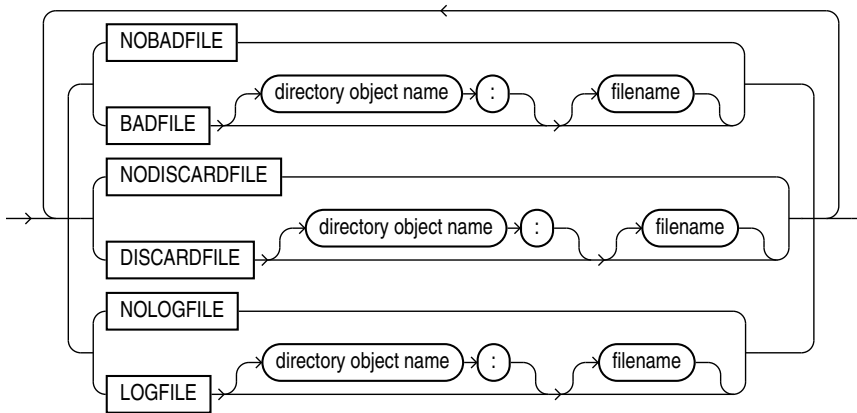 NOBADFILE
directory object name : filename
BADFILE
NODISCARDFILE
directory object name : filename
DISCARDFILE
NOLOGFILE
directory object name : filename
LOGFILE